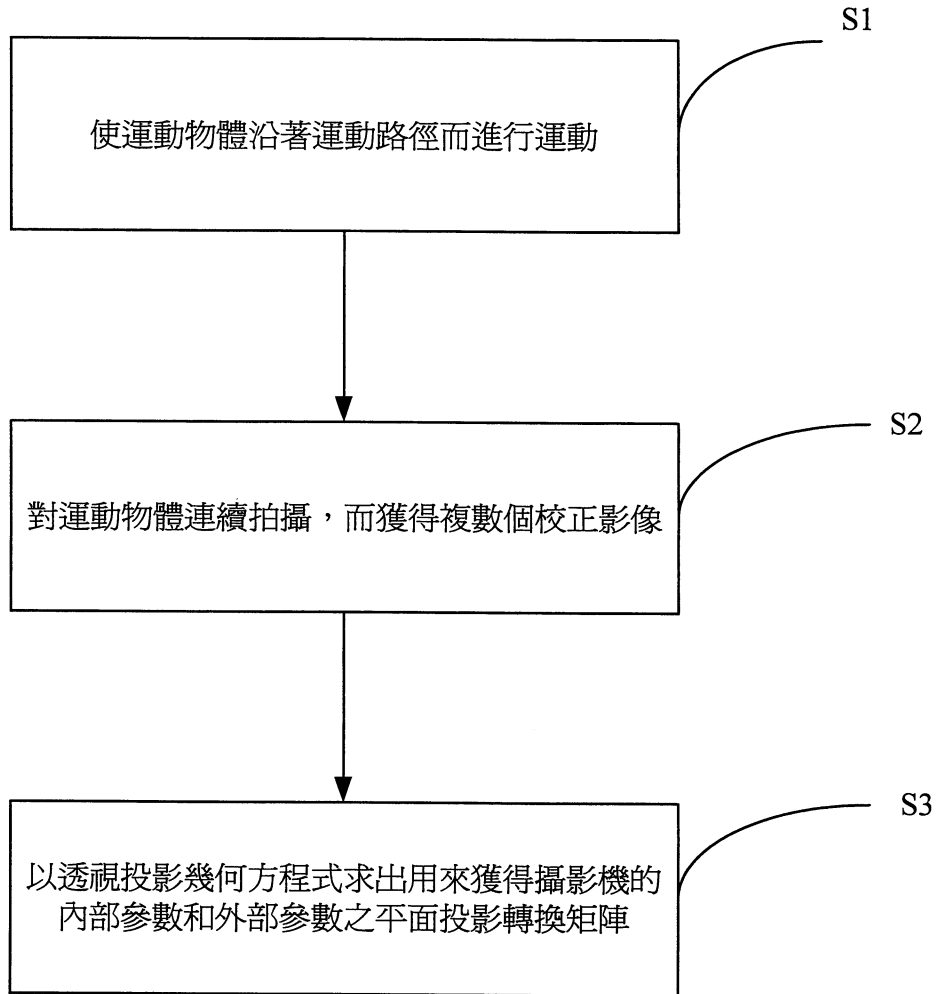 S1
使運動物體沿著運動路徑而進行運動
S2
對運動物體連續拍攝，而獲得複數個校正影像
S3
以透視投影幾何方程式求出用來獲得攝影機的
內部參數和外部參數之平面投影轉換矩陣